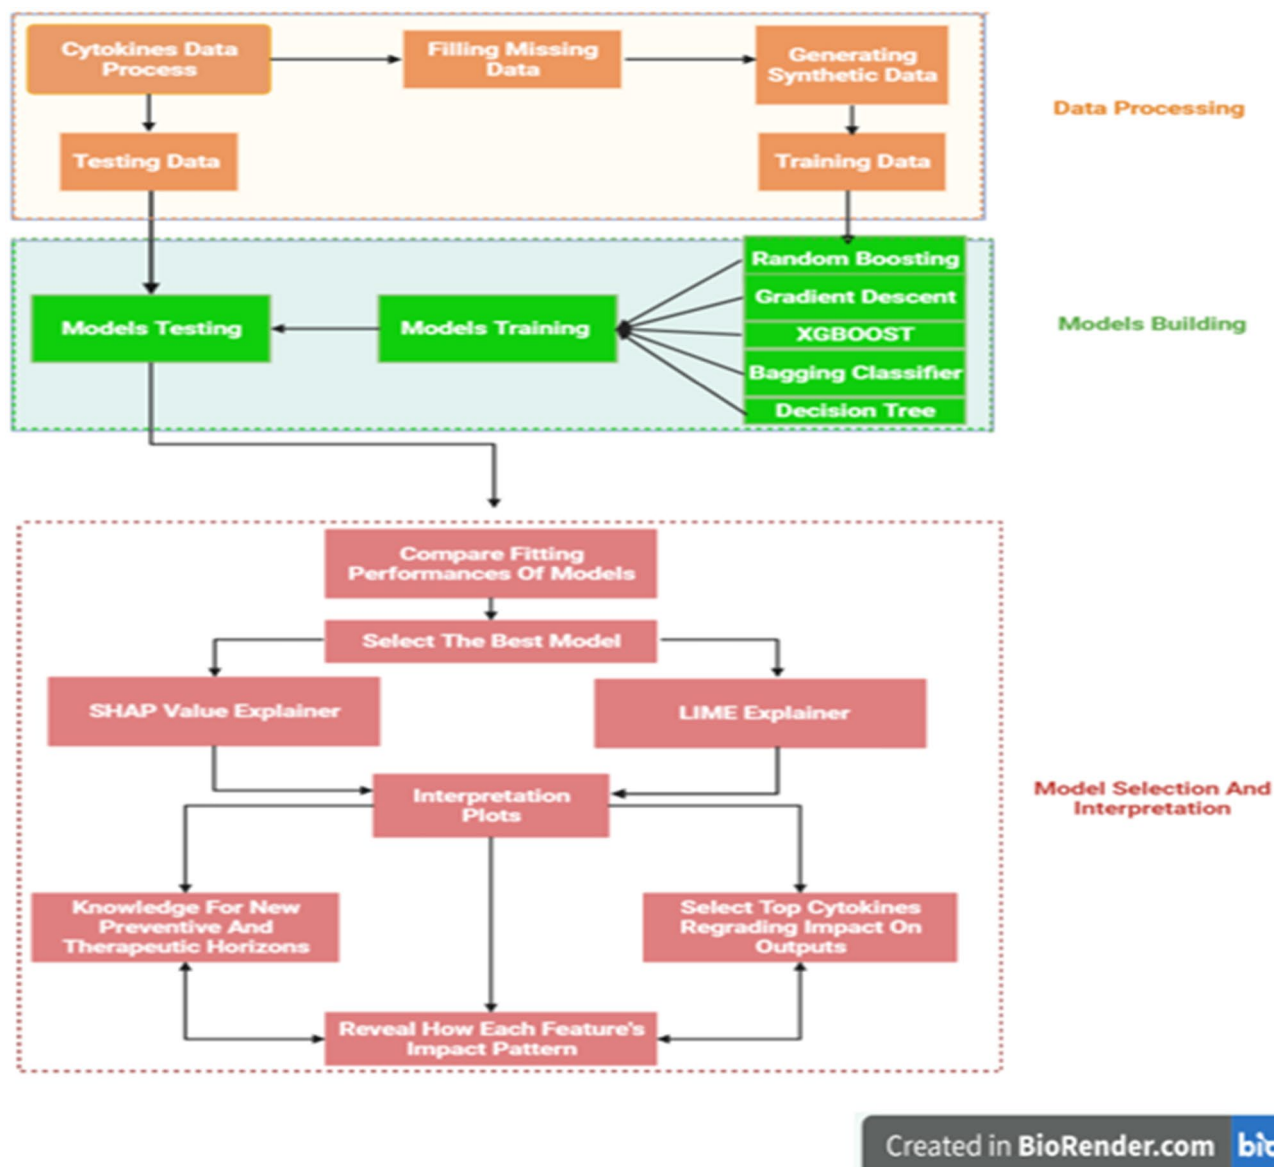 Cytokines Data
Process
Filling Missing
Data
Generating
Synthetic Data
Data Processing
Testing Data
Training Data
Random Boosting
Gradient Descent
XGBOOST
Bagging Classifier
Decision Tree
Models Testing
Models Training
Models Building
Compare Fitting
Performances Of Models
Select The Best Model
SHAP Value Explainer
LIME Explainer
Interpretation
Plots
Model Selection And
Interpretation
Knowledge For New
Preventive And
Therapeutic Horizons
Select Top Cytokines
Regrading Impact On
Outputs
Reveal How Each Feature's
Impact Pattern
Created in BioRender.com